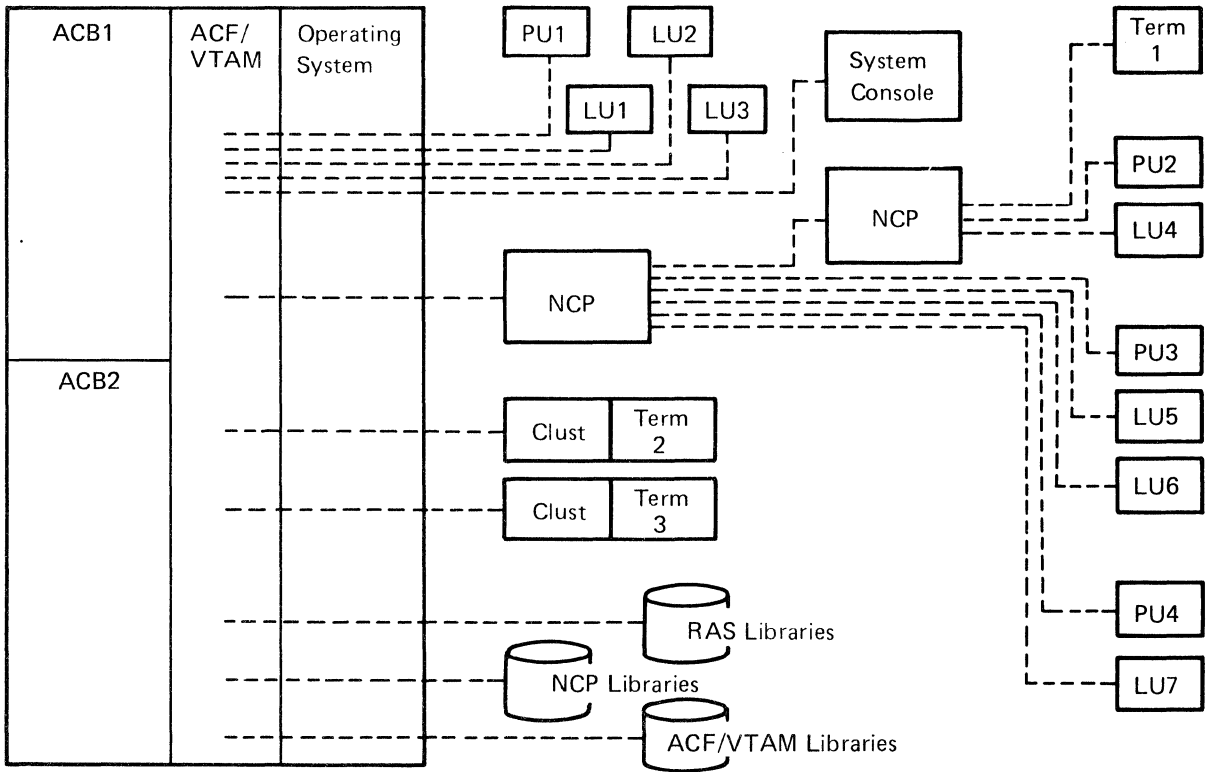 ACB1
ACF/
VTAM
Operating
System
PU1
LU2
LU1
LU3
System
Console
Term
1
PU2
NCP
LU4
NCP
PU3
ACB2
LU5
Clust
Term
2
LU6
Clust
Term
3
PU4
RAS Libraries
NCP Libraries
LU7
ACF/VTAM Libraries